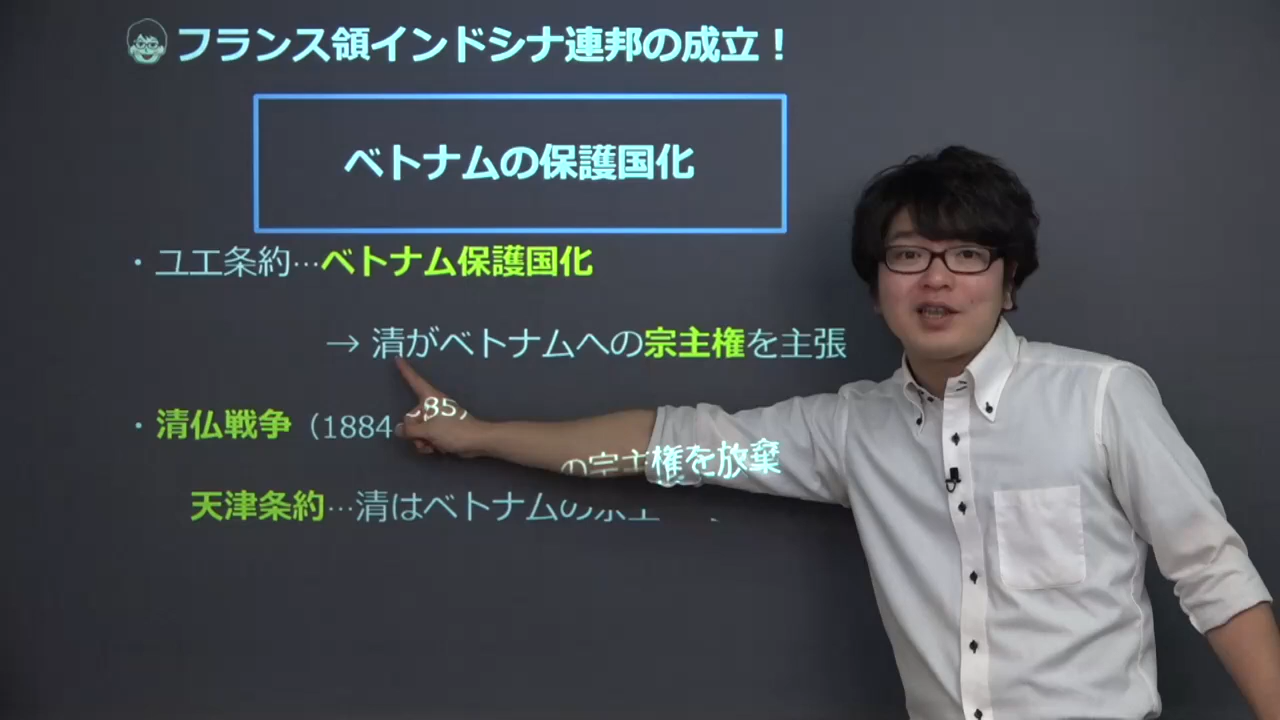 フランス領インドシナ連邦の成立！
ベトナムの保護国化
・ユエ条約…ベトナム保護国化
→ 清がベトナムへの宗主権を主張
・清仏戦争（1884 85）
天津条約…清はベトナムの宗主権を放棄